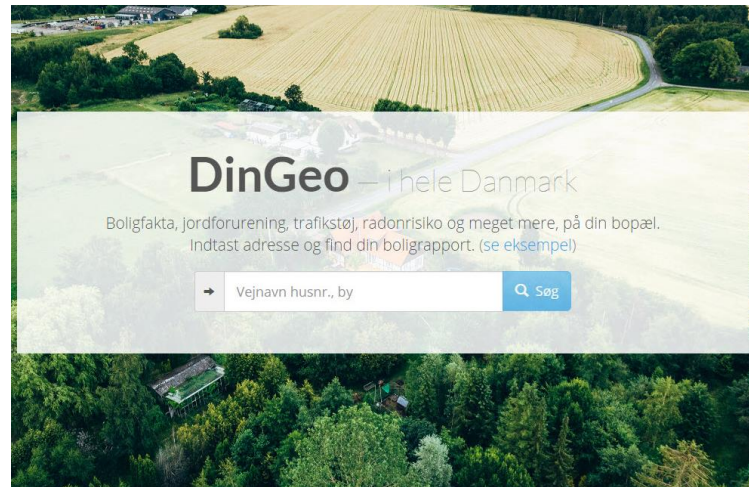 DinGeo — i hele Danmark
Boligfakta, jordforurening, trafikstøj, radonrisiko og meget mere, på din bopæl.
Indtast adresse og find din boligrapport. (se eksempel)
Vejnavn husnr., by
Søg